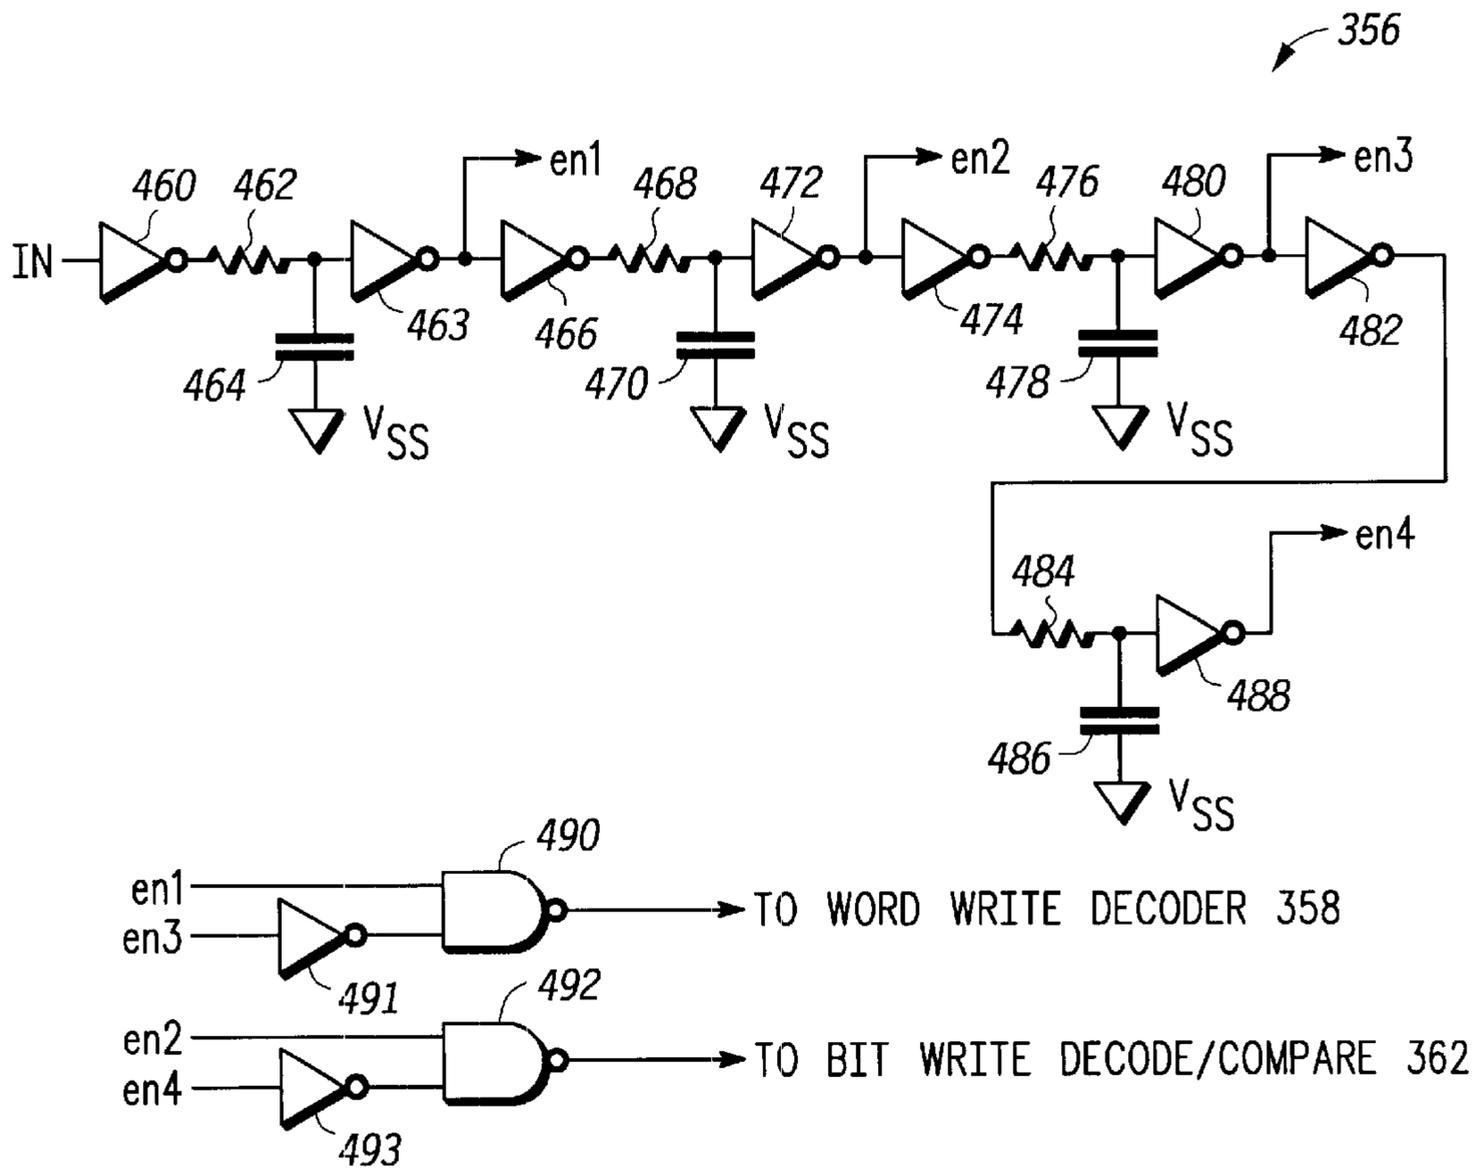 356
en1
en2
en3
460
462
468
472
476
480
IN
463
466
474
482
464
470
478
VSS
VSS
VSS
en4
484
488
486
VSS
490
en1
TO WORD WRITE DECODER 358
en3
491
492
en2
TO BIT WRITE DECODE/COMPARE 362
en4
493